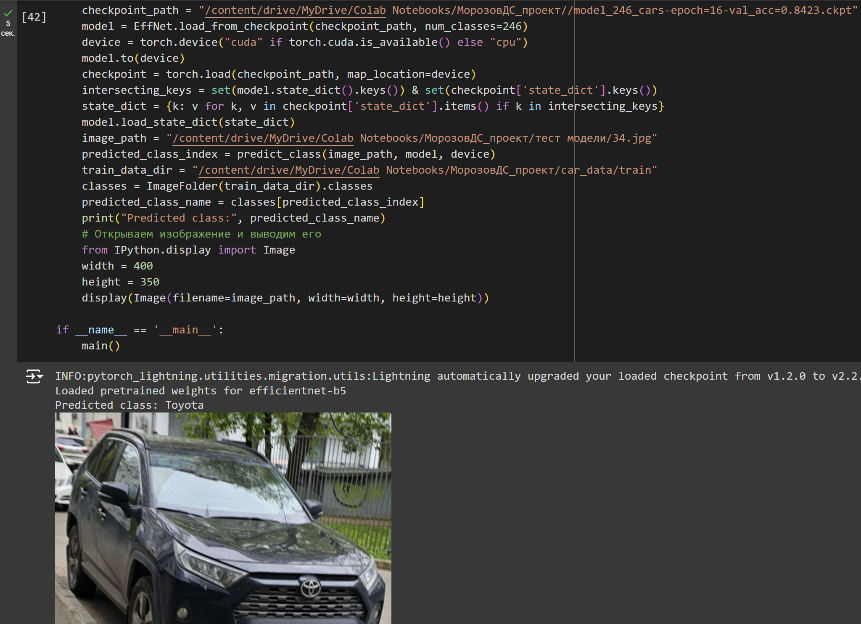 [42]
5
сек.
checkpoint_path = "/content/drive/MyDrive/Colab Notebooks/МорозовДС_проект//model_246_cars-epoch=16-val_acc=0.8423.ckpt"
model = EffNet.load_from_checkpoint(checkpoint_path, num_classes=246)
device = torch.device("cuda" if torch.cuda.is_available() else "cpu")
model.to(device)
checkpoint = torch.load(checkpoint_path, map_location=device)
intersecting_keys = set(model.state_dict().keys()) & set(checkpoint['state_dict'].keys())
state_dict = {k: v for k, v in checkpoint['state_dict'].items() if k in intersecting_keys}
model.load_state_dict(state_dict)
image_path = "/content/drive/MyDrive/Colab Notebooks/МорозовДС_проект/тест модели/34.jpg"
predicted_class_index = predict_class(image_path, model, device)
train_data_dir = "/content/drive/MyDrive/Colab Notebooks/МорозовДС_проект/car_data/train"
classes = ImageFolder(train_data_dir).classes
predicted_class_name = classes[predicted_class_index]
print("Predicted class:", predicted_class_name)
# Открываем изображение и выводим его
from IPython.display import Image
width = 400
height = 350
display(Image(filename=image_path, width=width, height=height))
if __name__ == '__main__':
main()
INFO:pytorch_lightning.utilities.migration.utils:Lightning automatically upgraded your loaded checkpoint from v1.2.0 to v2.2.
Loaded pretrained weights for efficientnet-b5
Predicted class: Toyota